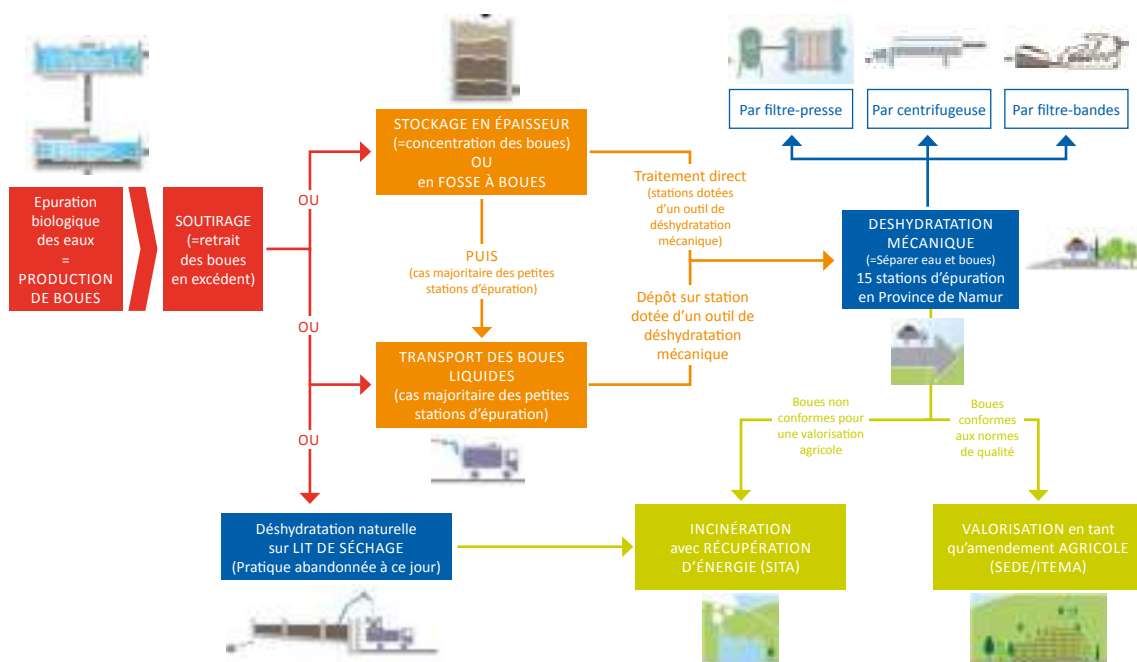 Par filtre-presse
Par centrifugeuse
Par filtre-bandes
STOCKAGE EN ÉPAISSEUR
(=concentration des boues)
OU
en FOSSE À BOUES
OU
Traitement direct
(stations dotées
d'un outil de
déshydratation
mécanique)
Epuration
biologique
des eaux
=
PRODUCTION
DE BOUES
SOUTIRAGE
(=retrait
des boues
en excédent)
PUIS
(cas majoritaire des petites
stations d'épuration)
DESHYDRATATION
MÉCANIQUE
(=Séparer eau et boues)
15 stations d'épuration
en Province de Namur
OU
Dépôt sur station
dotée d'un outil de
déshydratation
mécanique
TRANSPORT DES BOUES
LIQUIDES
(cas majoritaire des petites
stations d'épuration)
OU
Boues non
conformes pour
une valorisation
agricole
Boues
conformes
aux normes
de qualité
Déshydratation naturelle
sur LIT DE SÉCHAGE
(Pratique abandonnée à ce jour)
INCINÉRATION
avec RÉCUPÉRATION
D'ÉNERGIE (SITA)
VALORISATION en tant
qu'amendement AGRICOLE
(SEDE/ITEMA)